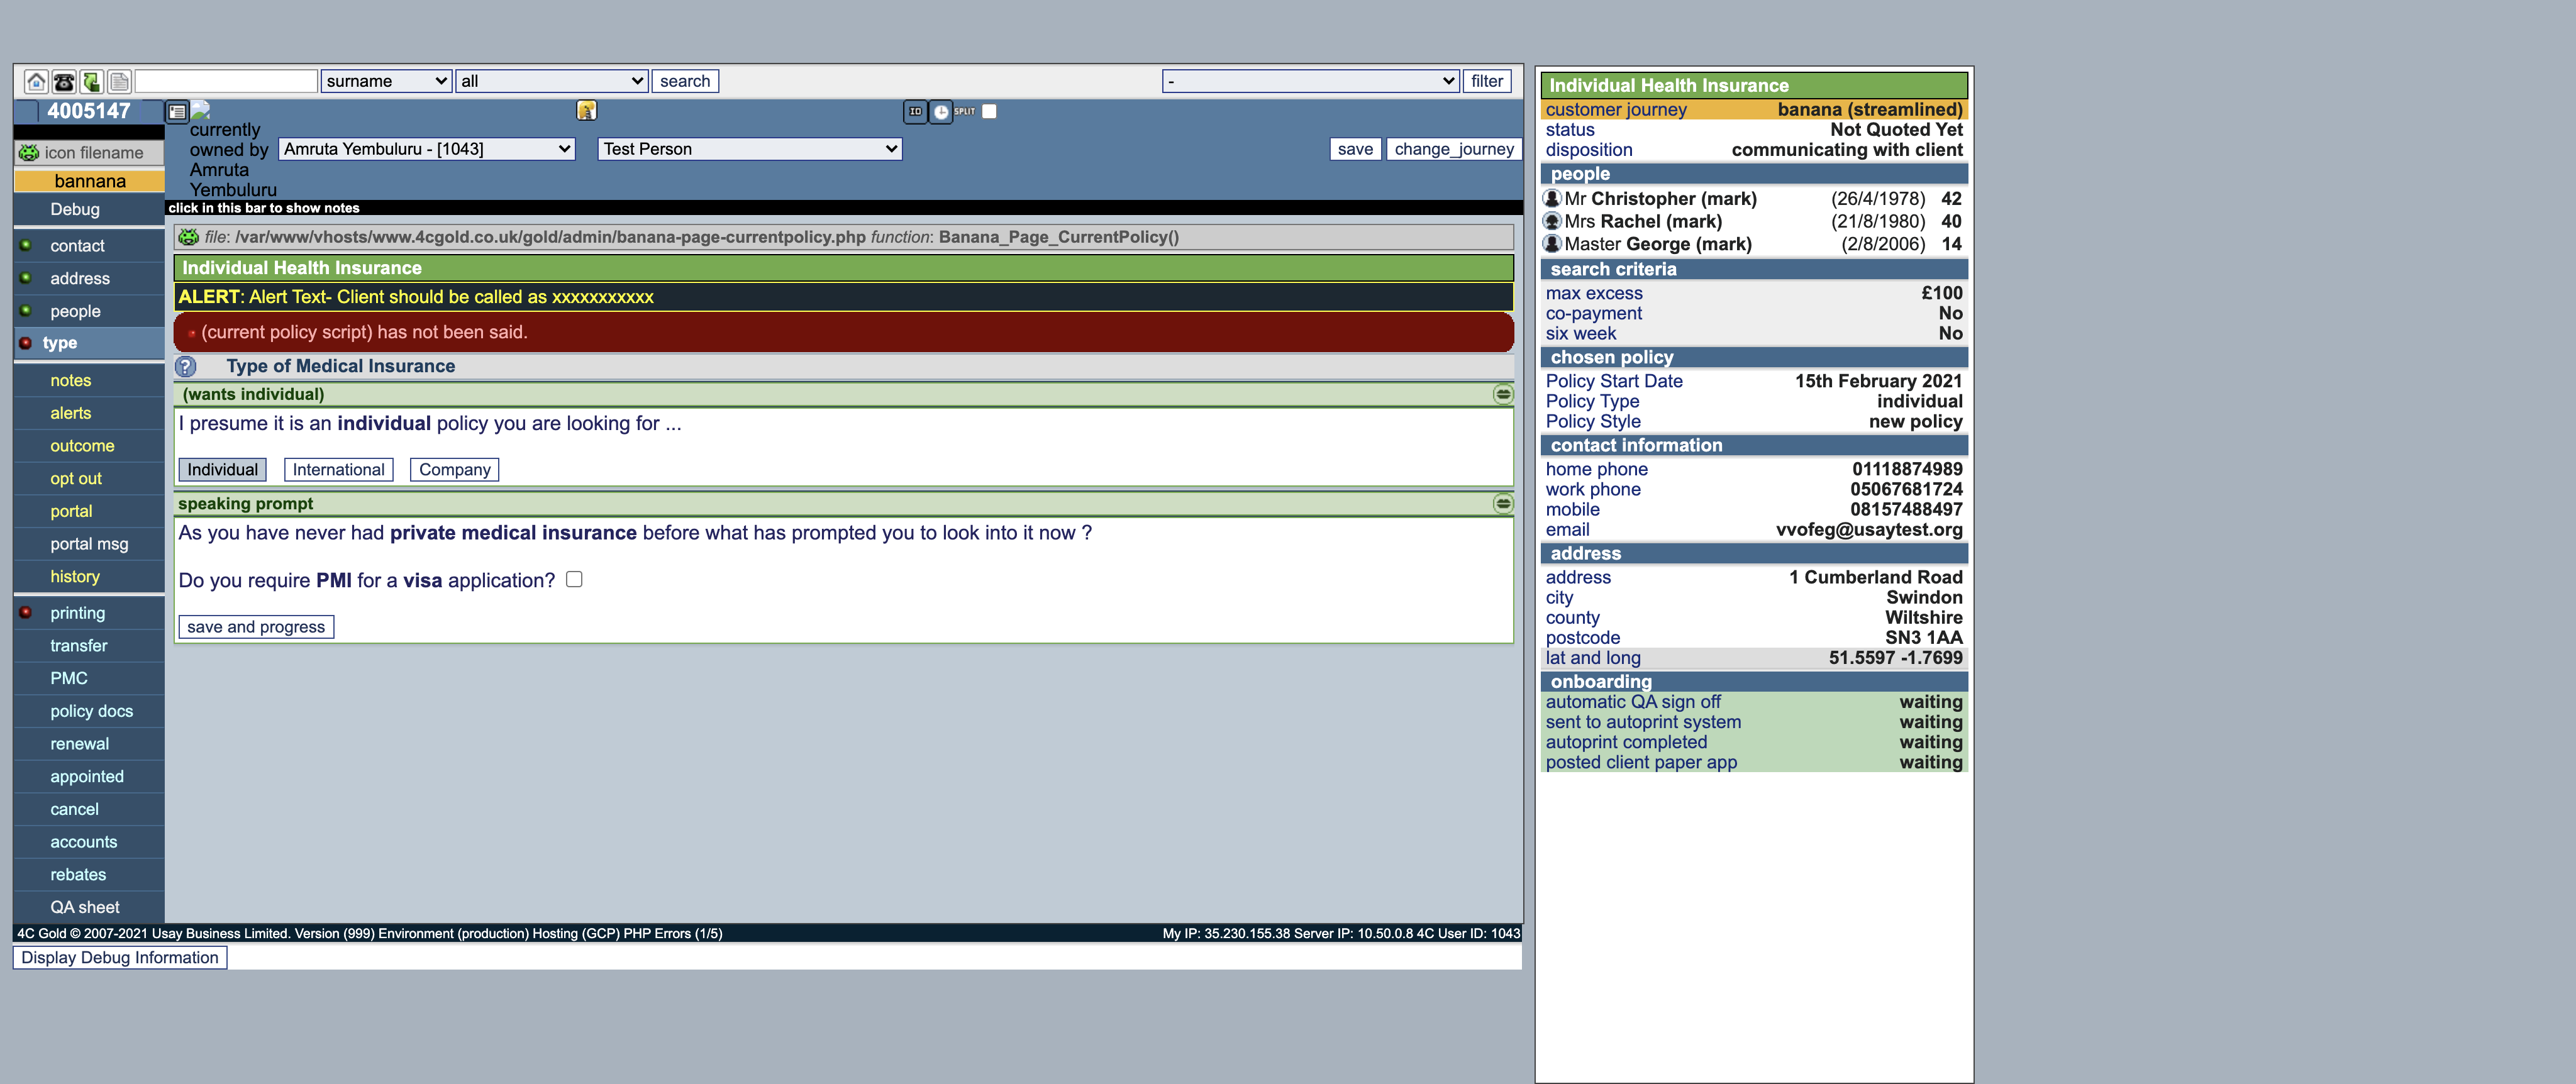 surname all search - filter
4005147 ID SPLIT
currently owned by Amruta Yembuluru
Amruta Yembuluru - [1043] Test Person save change_journey
icon filename
bannana
Debug
contact
address
people
type
notes
alerts
outcome
opt out
portal
portal msg
history
printing
transfer
PMC
policy docs
renewal
appointed
cancel
accounts
rebates
QA sheet
click in this bar to show notes
file: /var/www/vhosts/www.4cgold.co.uk/gold/admin/banana-page-currentpolicy.php function: Banana_Page_CurrentPolicy()
Individual Health Insurance
ALERT: Alert Text- Client should be called as xxxxxxxxxxx
(current policy script) has not been said.
? Type of Medical Insurance
(wants individual)
I presume it is an individual policy you are looking for ...
Individual International Company
speaking prompt
As you have never had private medical insurance before what has prompted you to look into it now ?
Do you require PMI for a visa application?
save and progress
4C Gold © 2007-2021 Usay Business Limited. Version (999) Environment (production) Hosting (GCP) PHP Errors (1/5) My IP: 35.230.155.38 Server IP: 10.50.0.8 4C User ID: 1043
Display Debug Information
Individual Health Insurance
customer journey banana (streamlined)
status Not Quoted Yet
disposition communicating with client
people
Mr Christopher (mark) (26/4/1978) 42
Mrs Rachel (mark) (21/8/1980) 40
Master George (mark) (2/8/2006) 14
search criteria
max excess £100
co-payment No
six week No
chosen policy
Policy Start Date 15th February 2021
Policy Type individual
Policy Style new policy
contact information
home phone 01118874989
work phone 05067681724
mobile 08157488497
email vvofeg@usaytest.org
address
address 1 Cumberland Road
city Swindon
county Wiltshire
postcode SN3 1AA
lat and long 51.5597 -1.7699
onboarding
automatic QA sign off waiting
sent to autoprint system waiting
autoprint completed waiting
posted client paper app waiting